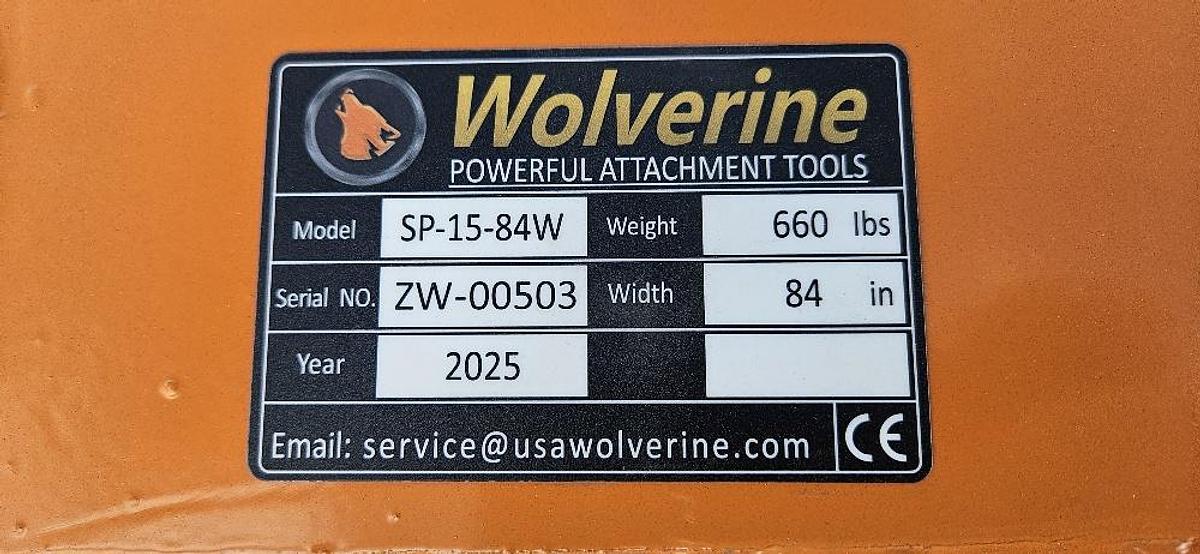 Wolverine
POWERFUL ATTACHMENT TOOLS
Model SP-15-84W Weight 660 lbs
Serial NO. ZW-00503 Width 84 in
Year 2025
Email: service@usawolverine.com CE